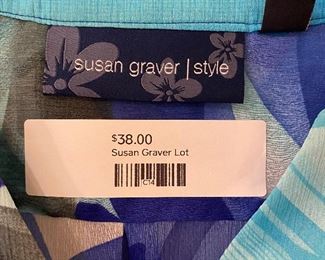 susan graver | style
$38.00
Susan Graver Lot
C14